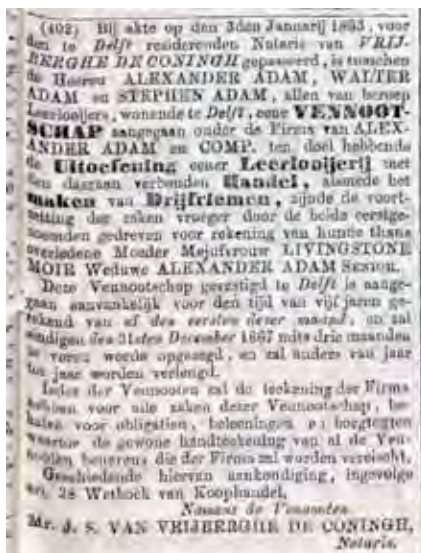 (402) Bij akte op den 3den Januarij 1863, voor
den te Delft residerenden Notaris van VRIJ-
BERGHE DE CONINGH gepasseerd, is tusschen
de Heeren ALEXANDER ADAM, WALTER
ADAM en STEPHEN ADAM, allen van beroep
Leerlooijers, wonende te Delft, eene VENNOOT-
SCHAP aangegaan onder de Firma van ALEX-
ANDER ADAM en COMP. ten doel hebbende
de Uitoefening eener Leerlooijerij met
den daaraan verbonden Handel, alsmede het
maken van Drijfriemen, zijnde de voort-
zetting der zaken vroeger door de beide eerstge-
noemden gedreven voor rekening van hunne thans
overledene Moeder Mejufvrouw LIVINGSTONE
MOIR Weduwe ALEXANDER ADAM Senior.
Deze Vennootschap gevestigd te Delft is aange-
gaan aanvankelijk voor den tijd van vijf jaren ge-
rekend van af den eersten dezer maand, en zal
eindigen den 31sten December 1867 mits drie maanden
te voren worde opgezegd, en zal anders van jaar
tot jaar worden verlengd.
Ieder der Vennooten zal de teekening der Firma
hebben voor alle zaken dezer Vennootschap, be-
halve voor obligatien, beleeningen en borgtogten
waartoe de gewone handteekening van al de Ven-
nooten benevens die der Firma zal worden vereischt.
Geschiedende hiervan aankondiging, ingevolge
art. 28 Wetboek van Koophandel.
Namens de Vennooten
Mr. J. S. VAN VRIJBERGHE DE CONINGH,
Notaris.